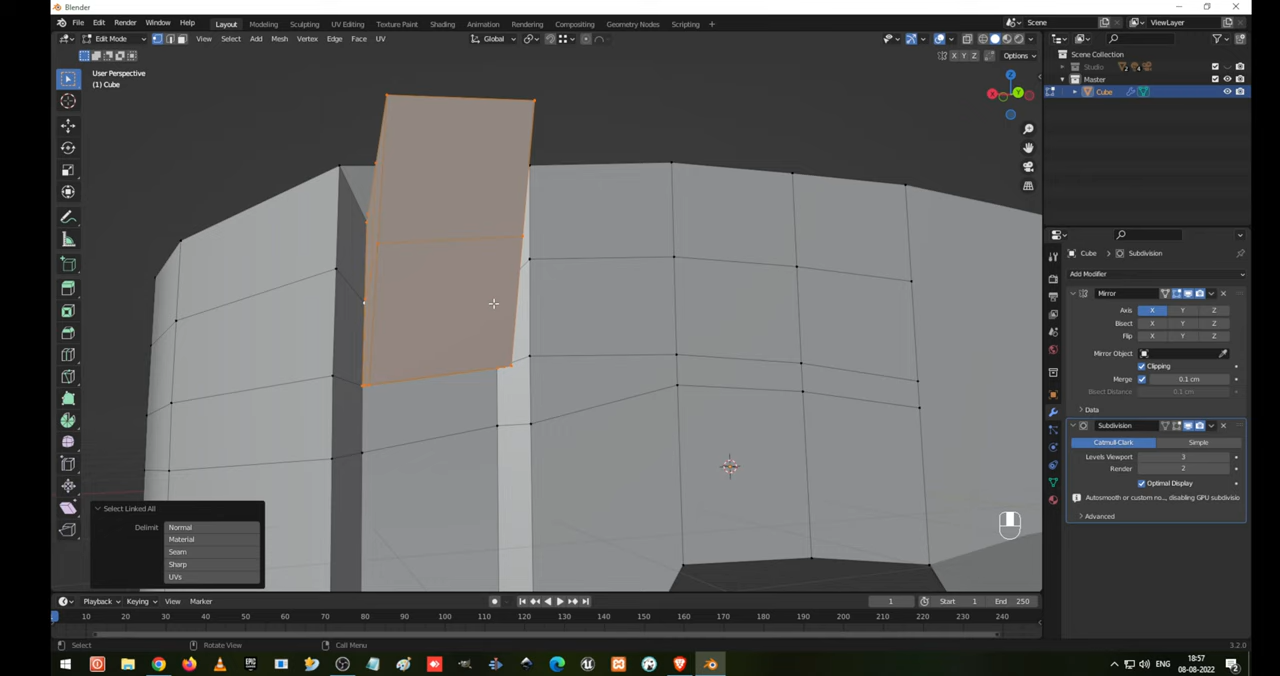 Blender
File Edit Render Window Help Layout Modeling Sculpting UV Editing Texture Paint Shading Animation Rendering Compositing Geometry Nodes Scripting + Scene ViewLayer
Edit Mode View Select Add Mesh Vertex Edge Face UV Global
X Y Z Options
User Perspective
(1) Cube
Scene Collection
Studio
Master
Cube
X
Y
Z
Cube > Subdivision
Add Modifier
Mirror
Axis X Y Z
Bisect X Y Z
Flip X Y Z
Mirror Object
Clipping
Merge 0.1 cm
Bisect Distance 0.1 cm
Data
Subdivision
Catmull-Clark Simple
Levels Viewport 3
Render 2
Optimal Display
Autosmooth or custom no..., disabling GPU subdivisio
Advanced
Select Linked All
Delimit Normal
Material
Seam
Sharp
UVs
Playback Keying View Marker 1 Start 1 End 250
10 20 30 40 50 60 70 80 90 100 110 120 130 140 150 160 170 180 190 200 210 220 230 240
Select Rotate View Call Menu 3.2.0
ENG 18:57
08-08-2022